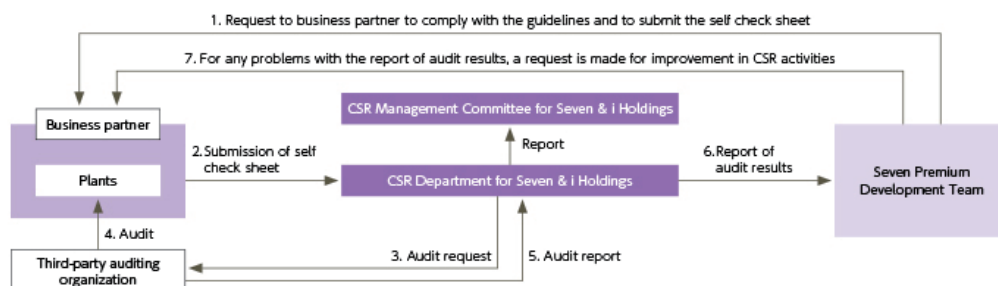 1. Request to business partner to comply with the guidelines and to submit the self check sheet
7. For any problems with the report of audit results, a request is made for improvement in CSR activities
Business partner
Plants
2.Submission of self
check sheet
CSR Management Committee for Seven & i Holdings
Report
CSR Department for Seven & i Holdings
6.Report of
audit results
Seven Premium
Development Team
4. Audit
3. Audit request
5. Audit report
Third-party auditing
organization